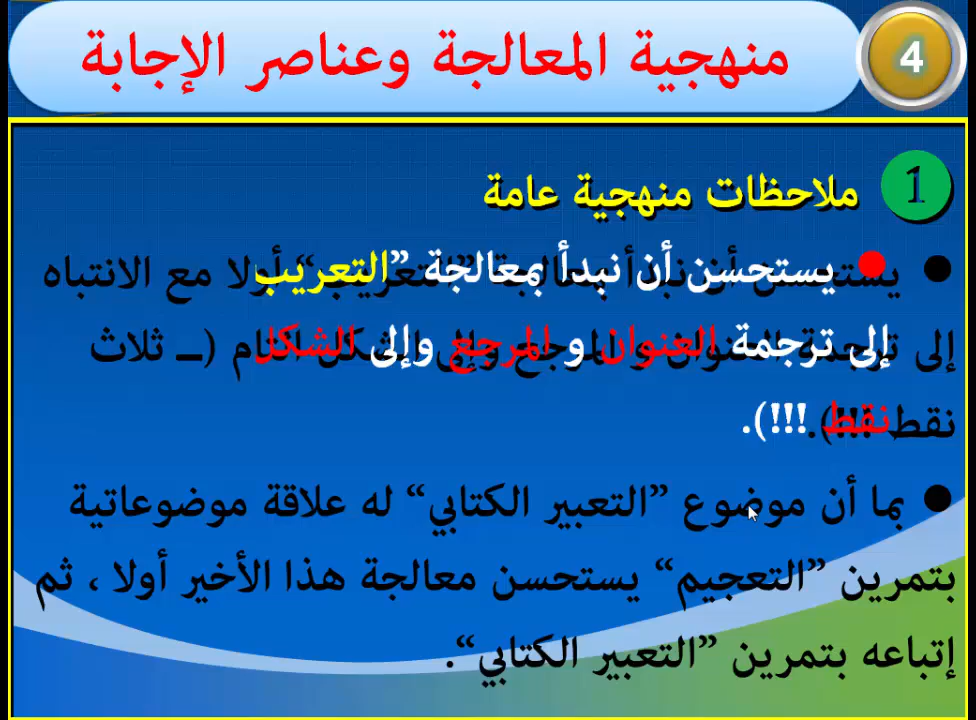 4
منهجية المعالجة وعناصر الإجابة
1
ملاحظات منهجية عامة
يستحسن أن نبدأ بمعالجة ”التعريب“ أولا مع الانتباه
إلى ترجمة العنوان و المرجع وإلى الشكل التام (ــ ثلاث
نقط !!!).
بما أن موضوع ”التعبير الكتابي“ له علاقة موضوعاتية
بتمرين ”التعجيم“ يستحسن معالجة هذا الأخير أولا ، ثم
إتباعه بتمرين ”التعبير الكتابي“.